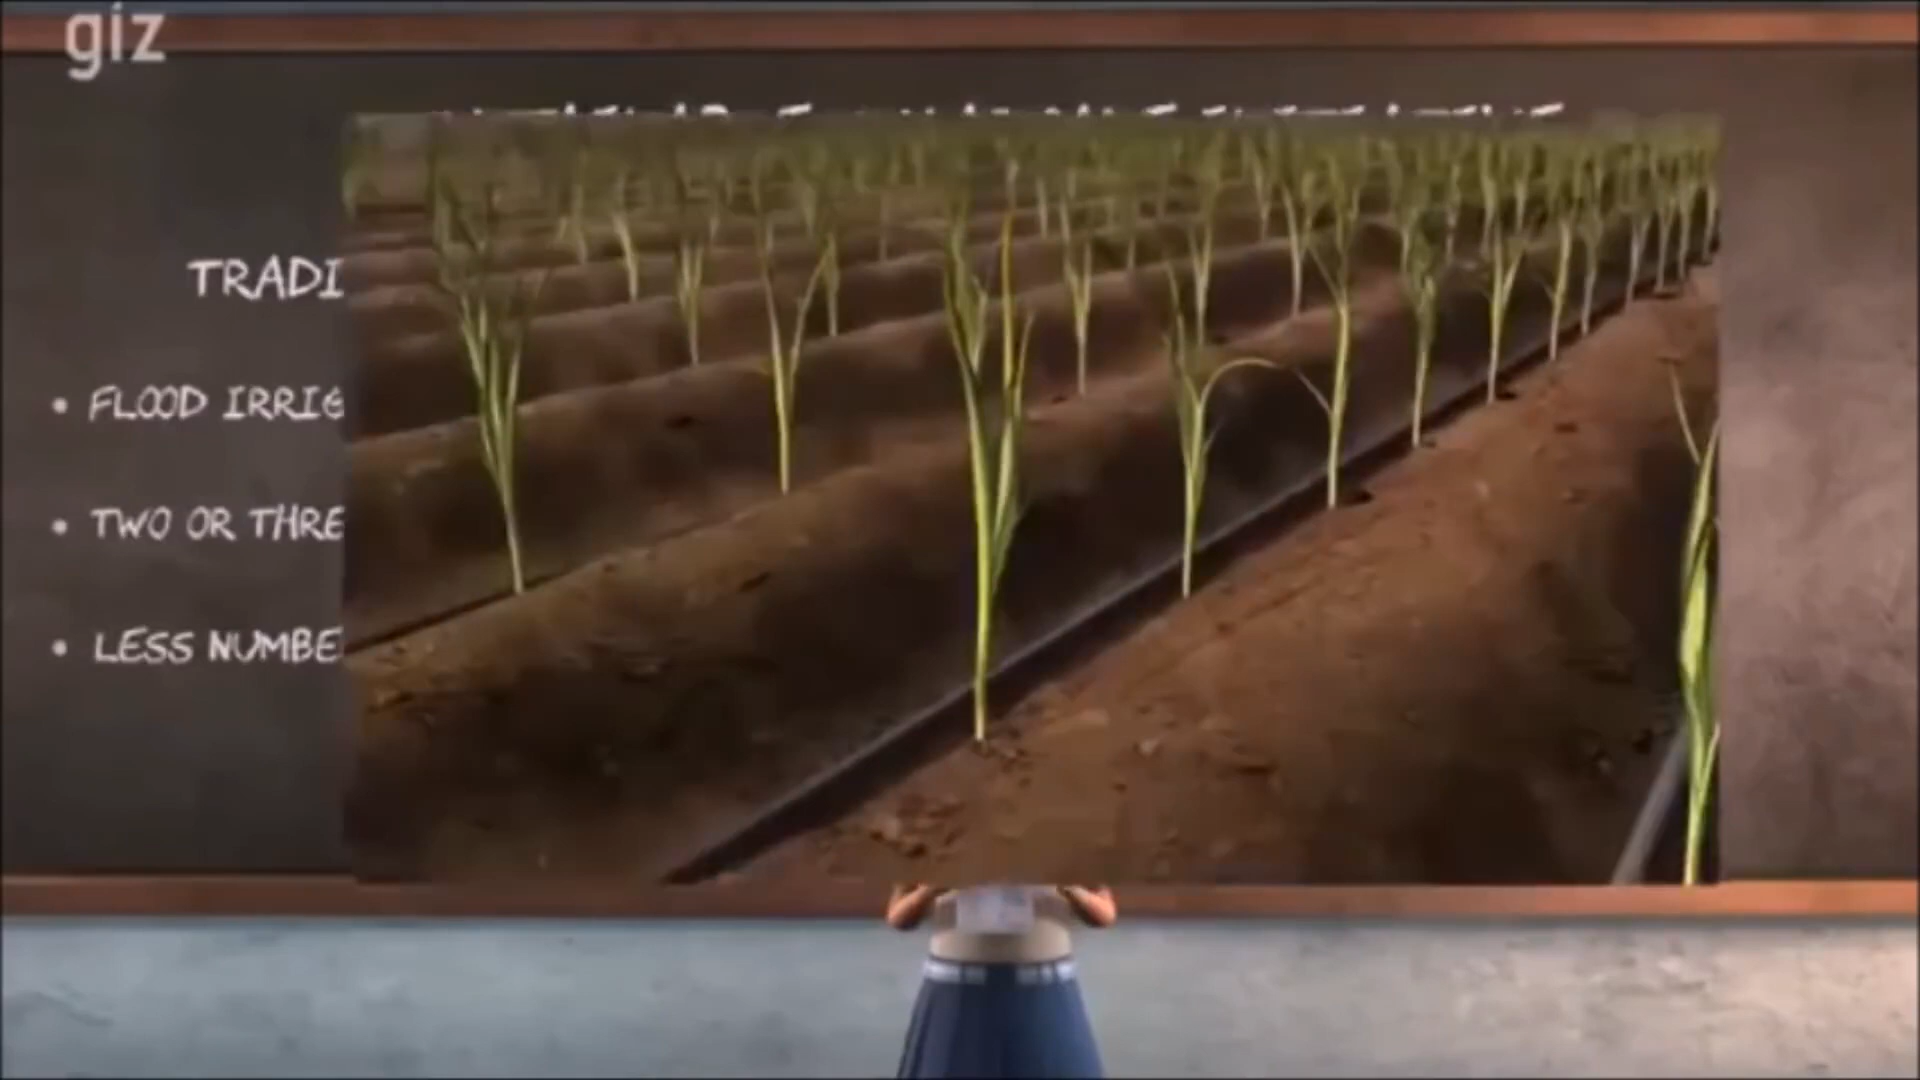 giz
TRADI
• FLOOD IRRIG
• TWO OR THRE
• LESS NUMBE